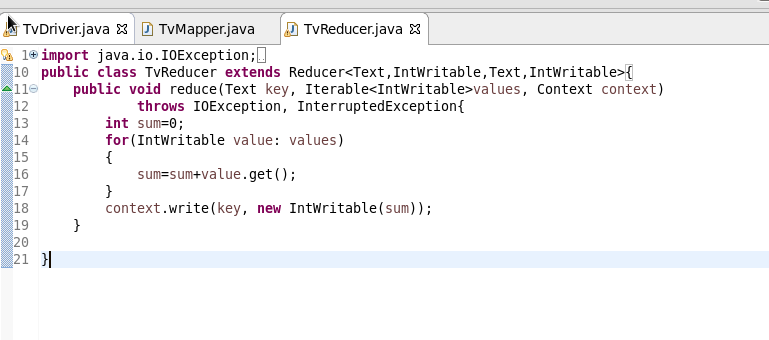 TvDriver.java TvMapper.java TvReducer.java
1 import java.io.IOException;
10 public class TvReducer extends Reducer<Text,IntWritable,Text,IntWritable>{
11     public void reduce(Text key, Iterable<IntWritable>values, Context context)
12             throws IOException, InterruptedException{
13         int sum=0;
14         for(IntWritable value: values)
15         {
16             sum=sum+value.get();
17         }
18         context.write(key, new IntWritable(sum));
19     }
20
21 }